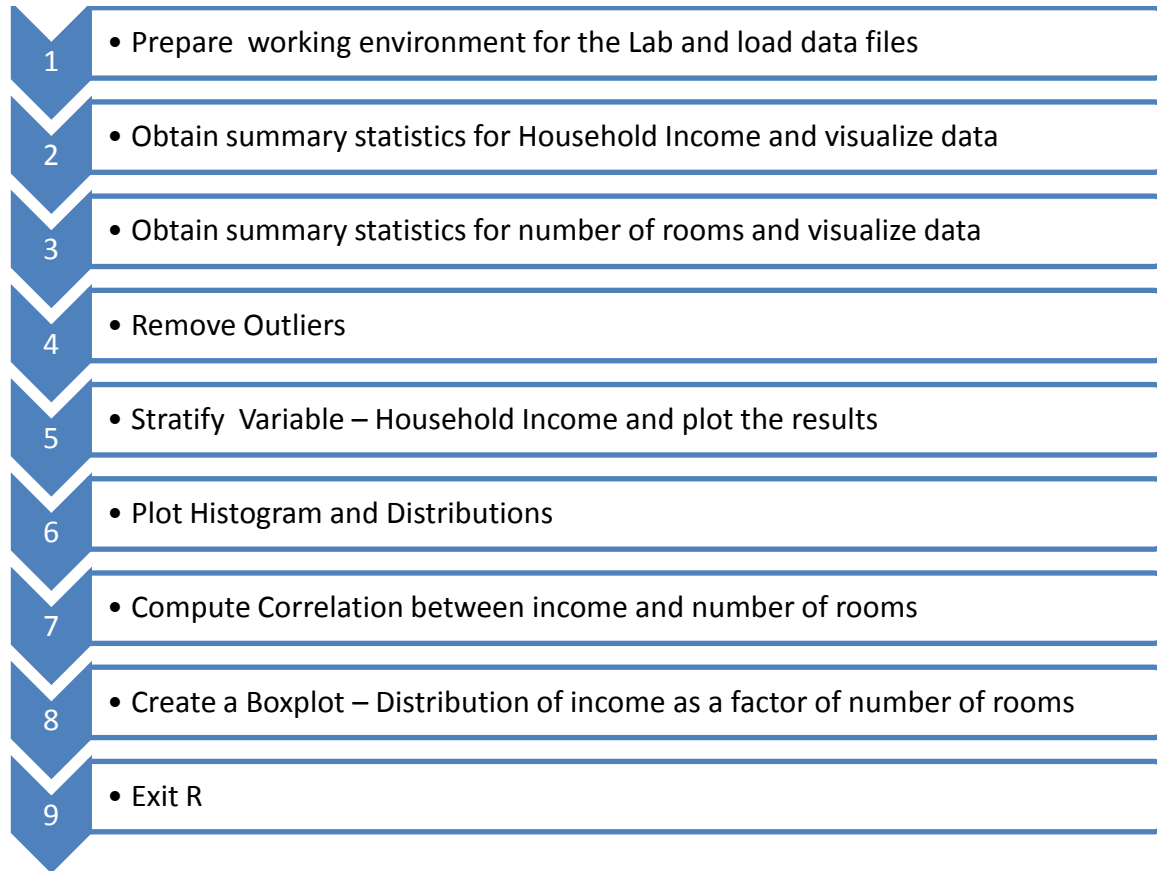 1
• Prepare working environment for the Lab and load data files
2
• Obtain summary statistics for Household Income and visualize data
3
• Obtain summary statistics for number of rooms and visualize data
4
• Remove Outliers
5
• Stratify Variable – Household Income and plot the results
6
• Plot Histogram and Distributions
7
• Compute Correlation between income and number of rooms
8
• Create a Boxplot – Distribution of income as a factor of number of rooms
9
• Exit R